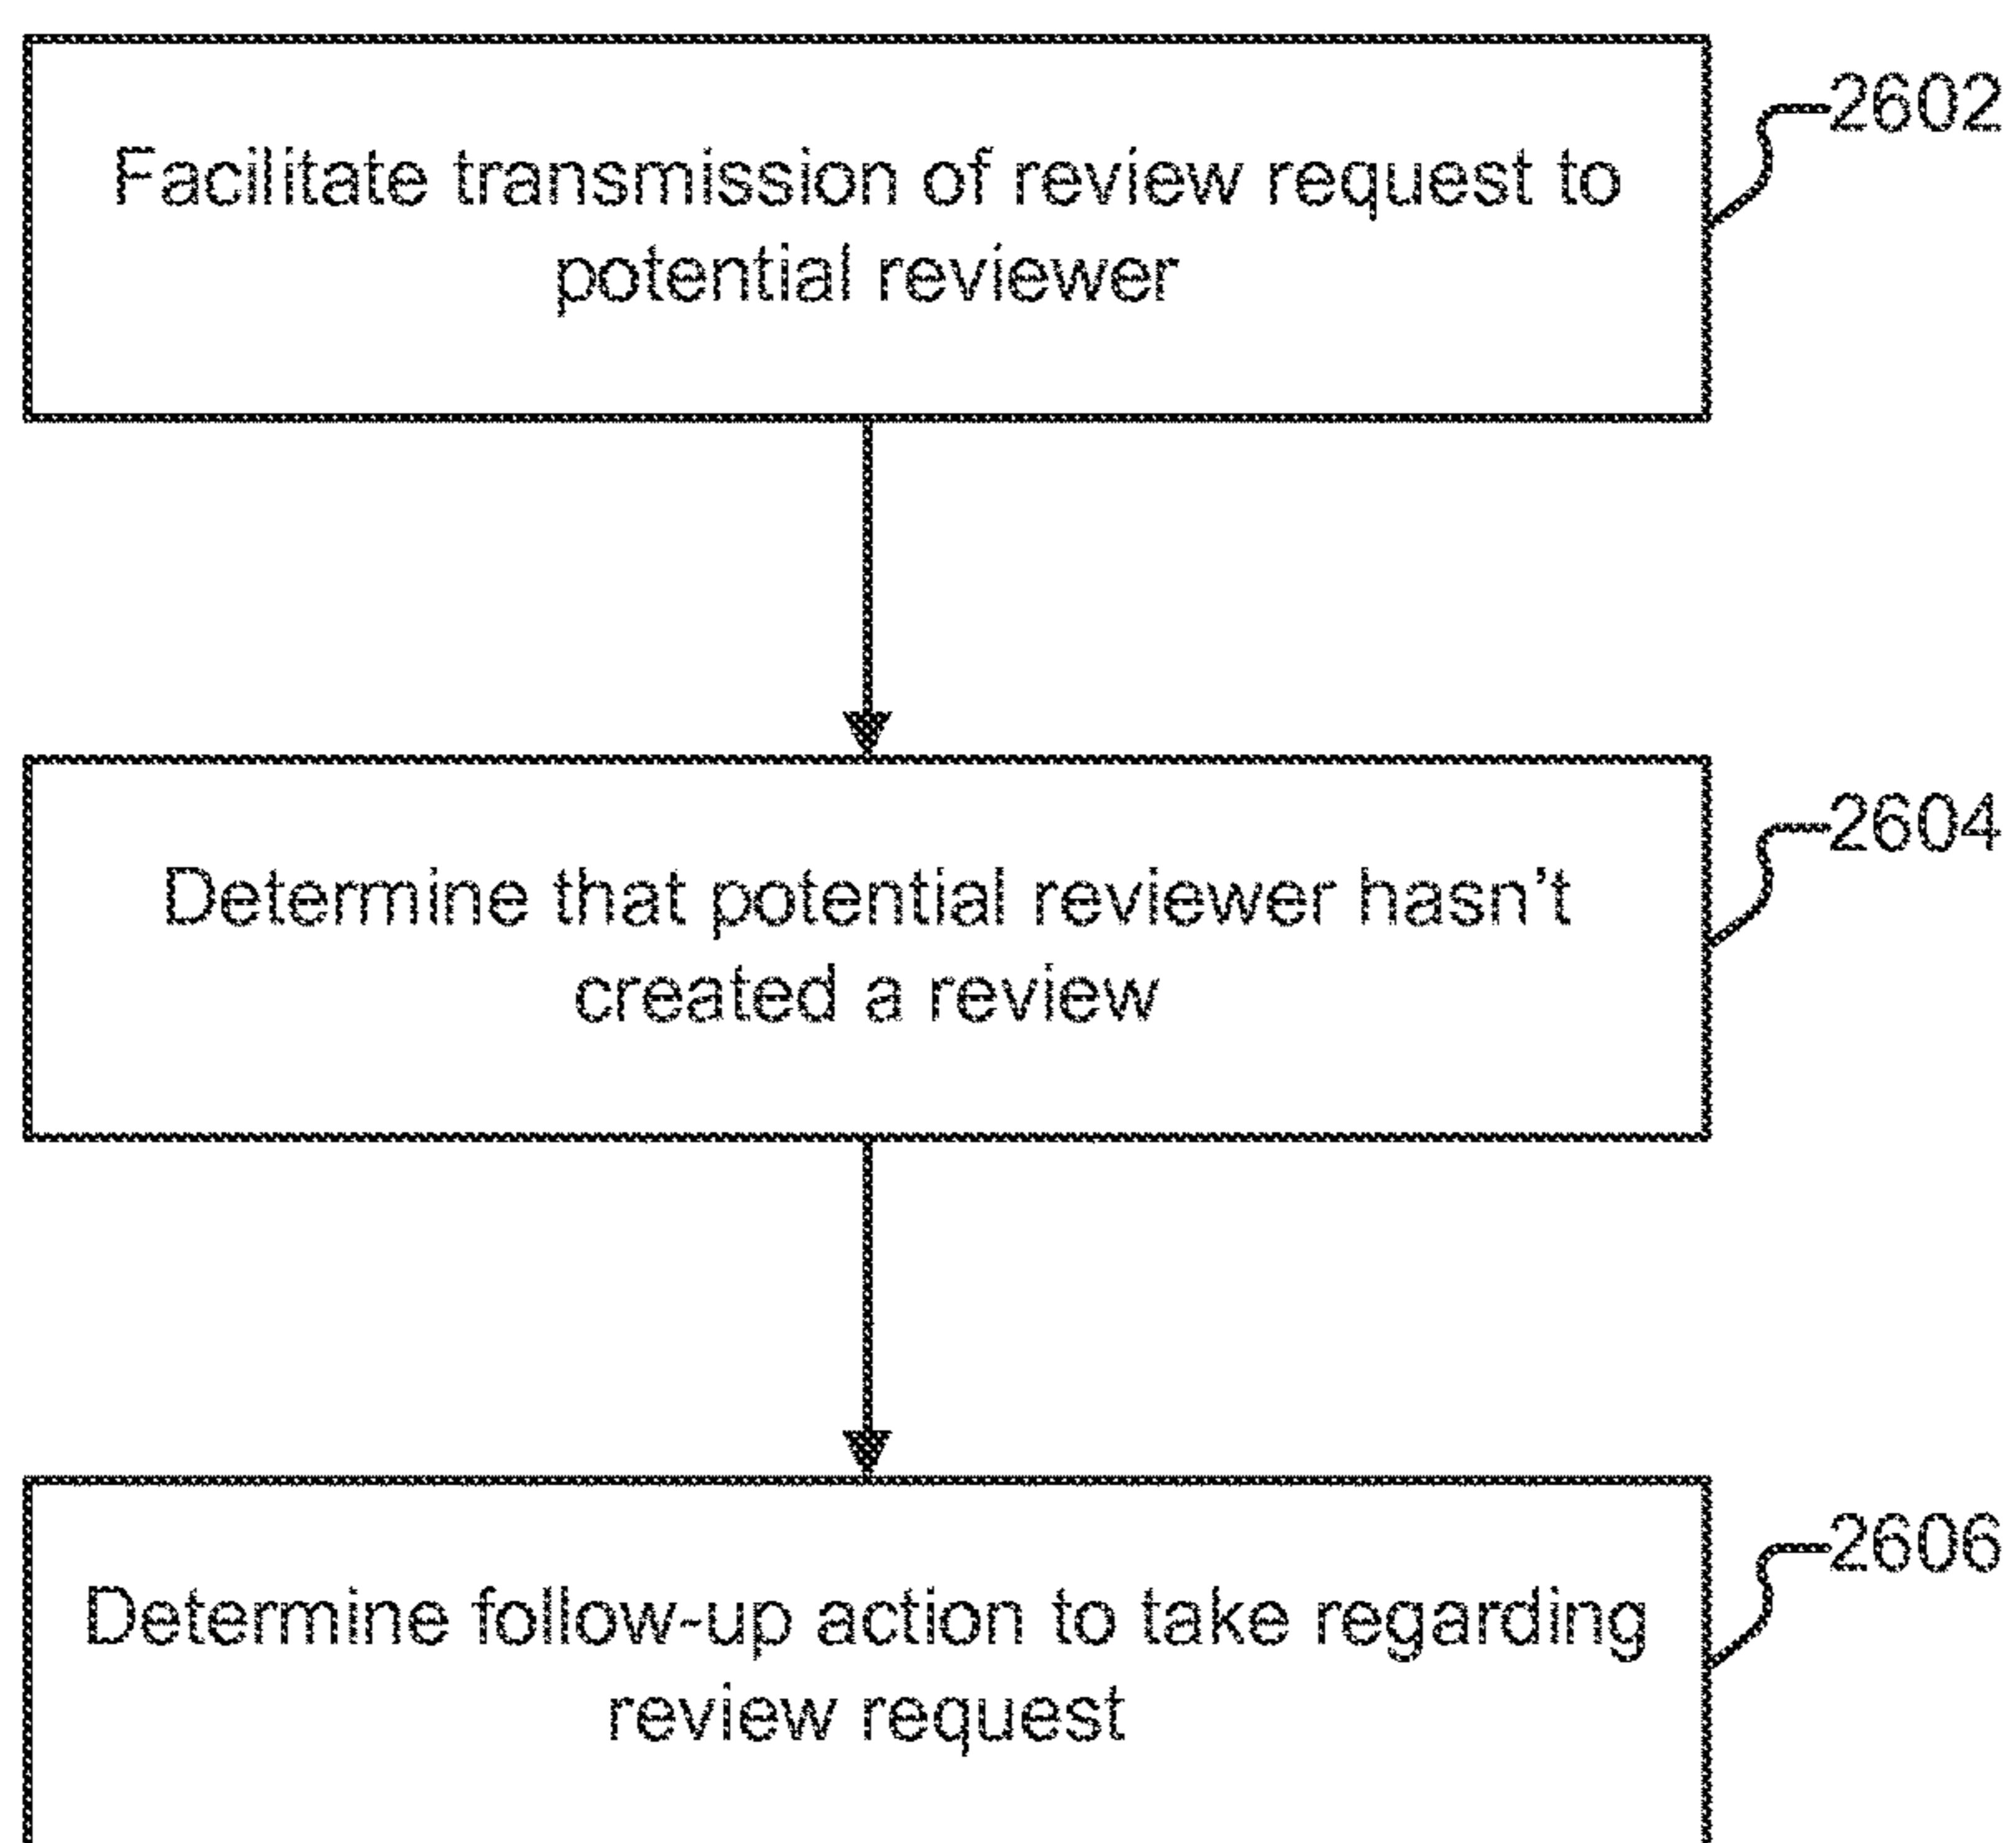 Facilitate transmission of review request to
potential reviewer
2602
Determine that potential reviewer hasn't
created a review
2604
Determine follow-up action to take regarding
review request
2606